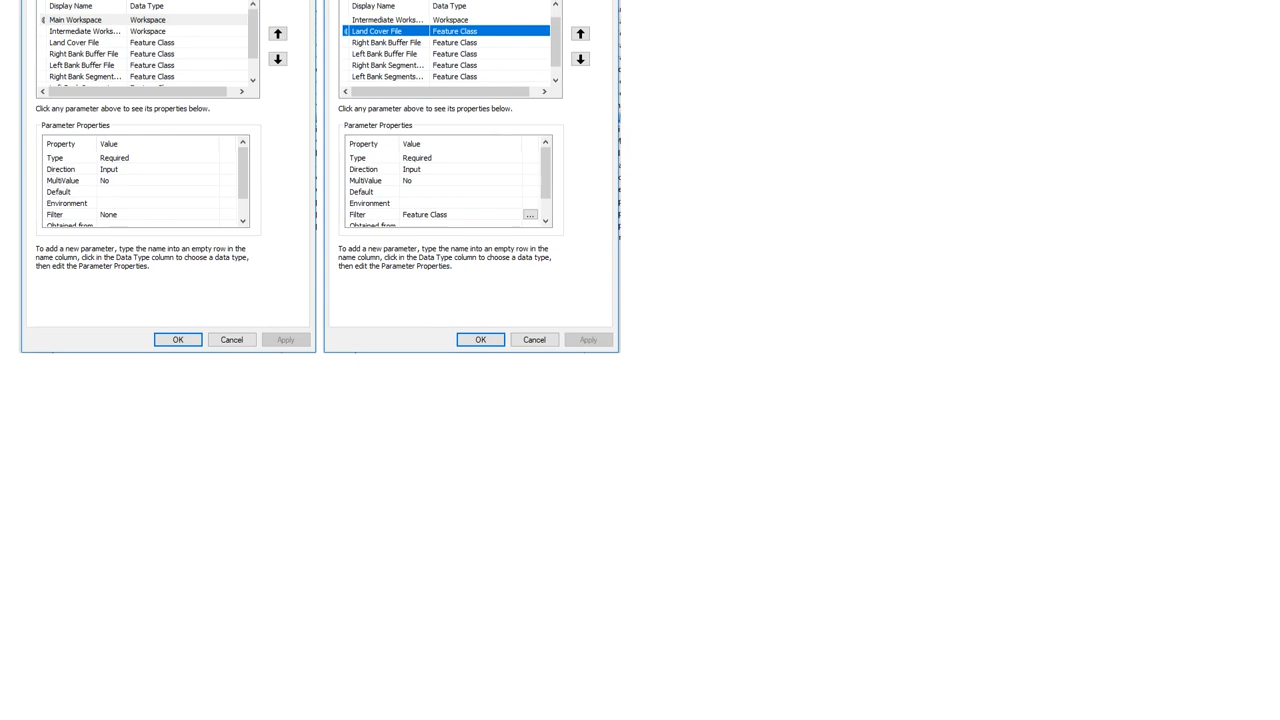 Display Name Data Type
Main Workspace Workspace
Intermediate Works... Workspace
Land Cover File Feature Class
Right Bank Buffer File Feature Class
Left Bank Buffer File Feature Class
Right Bank Segment... Feature Class
Click any parameter above to see its properties below.
Parameter Properties
Property Value
Type Required
Direction Input
MultiValue No
Default
Environment
Filter None
Obtained from
To add a new parameter, type the name into an empty row in the
name column, click in the Data Type column to choose a data type,
then edit the Parameter Properties.
OK Cancel Apply
Display Name Data Type
Intermediate Works... Workspace
Land Cover File Feature Class
Right Bank Buffer File Feature Class
Left Bank Buffer File Feature Class
Right Bank Segment... Feature Class
Left Bank Segments... Feature Class
Click any parameter above to see its properties below.
Parameter Properties
Property Value
Type Required
Direction Input
MultiValue No
Default
Environment
Filter Feature Class ...
Obtained from
To add a new parameter, type the name into an empty row in the
name column, click in the Data Type column to choose a data type,
then edit the Parameter Properties.
OK Cancel Apply